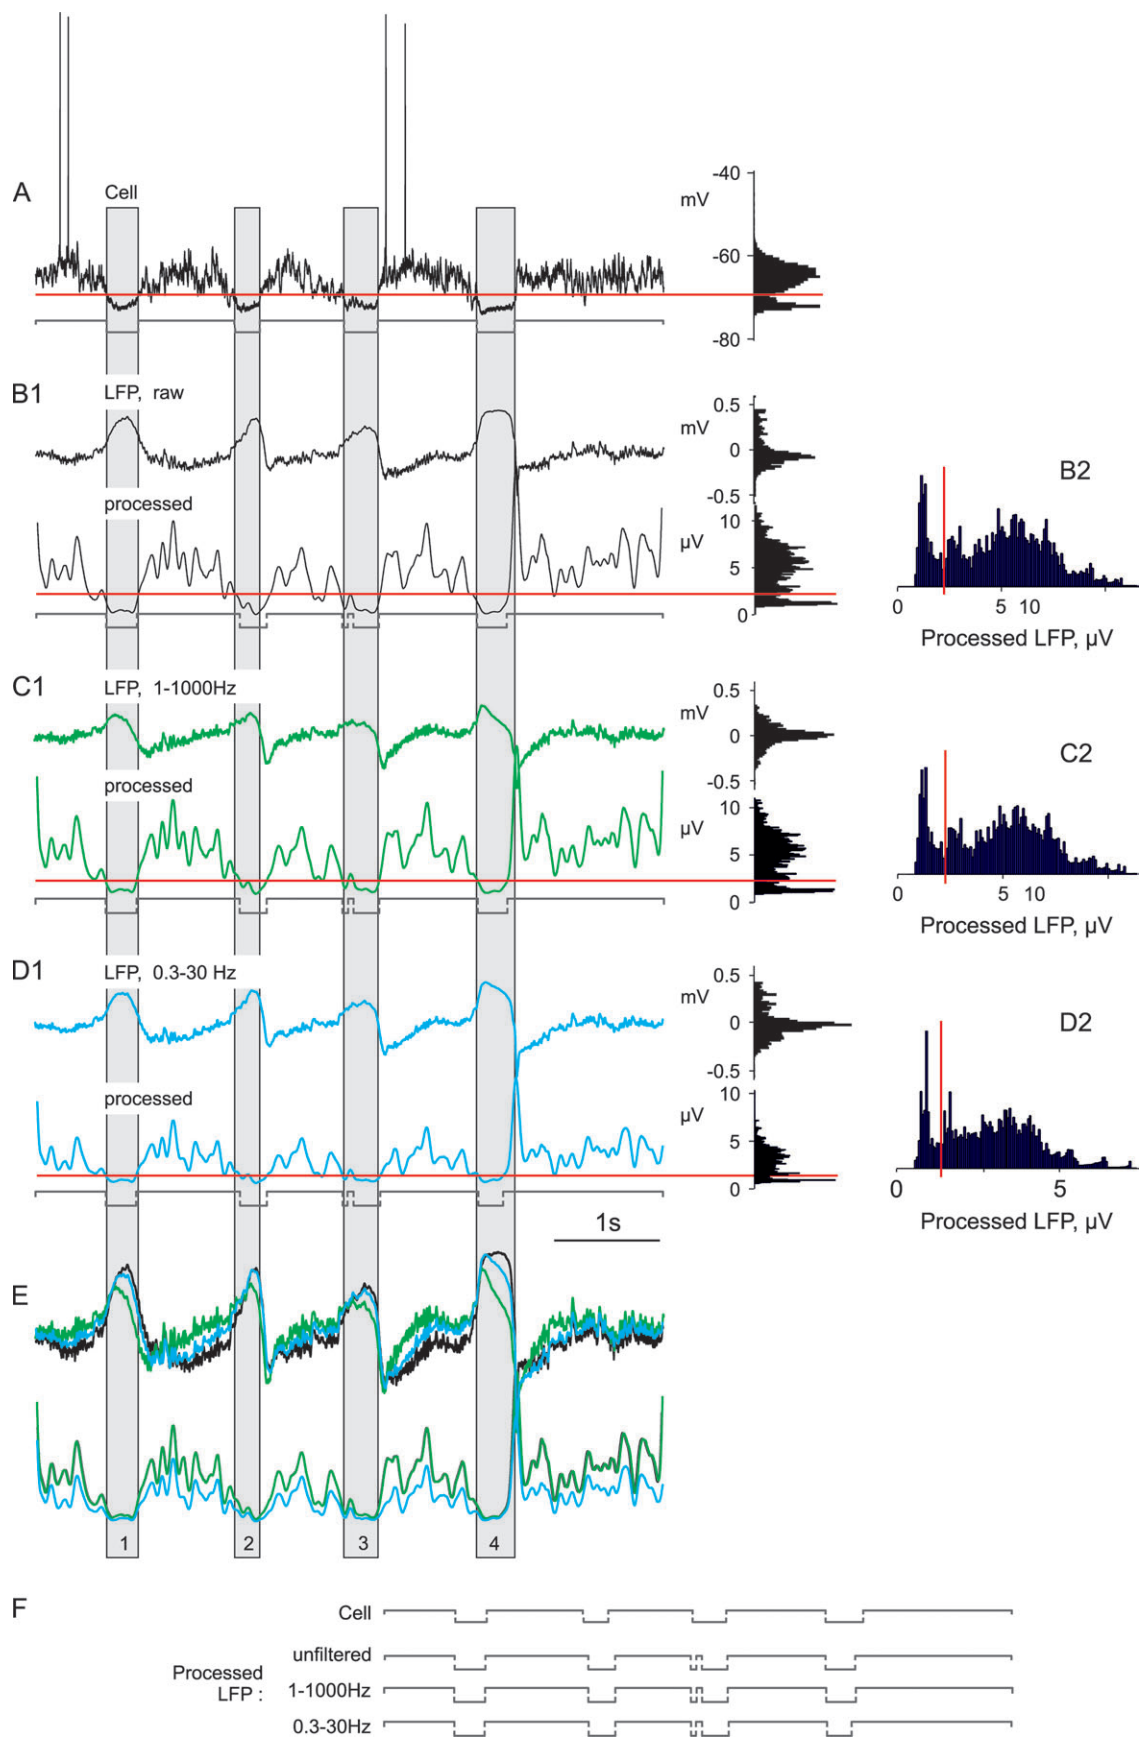 A
Cell
mV
-40
-60
-80
B1
LFP, raw
mV
0.5
0
-0.5
processed
µV
10
5
0
B2
0
5
10
Processed LFP, µV
C1
LFP, 1-1000Hz
mV
0.5
0
-0.5
processed
µV
10
5
0
C2
0
5
10
Processed LFP, µV
D1
LFP, 0.3-30 Hz
mV
0.5
0
-0.5
processed
µV
10
5
0
D2
0
5
Processed LFP, µV
1s
E
1
2
3
4
F
Cell
unfiltered
Processed
LFP :
1-1000Hz
0.3-30Hz